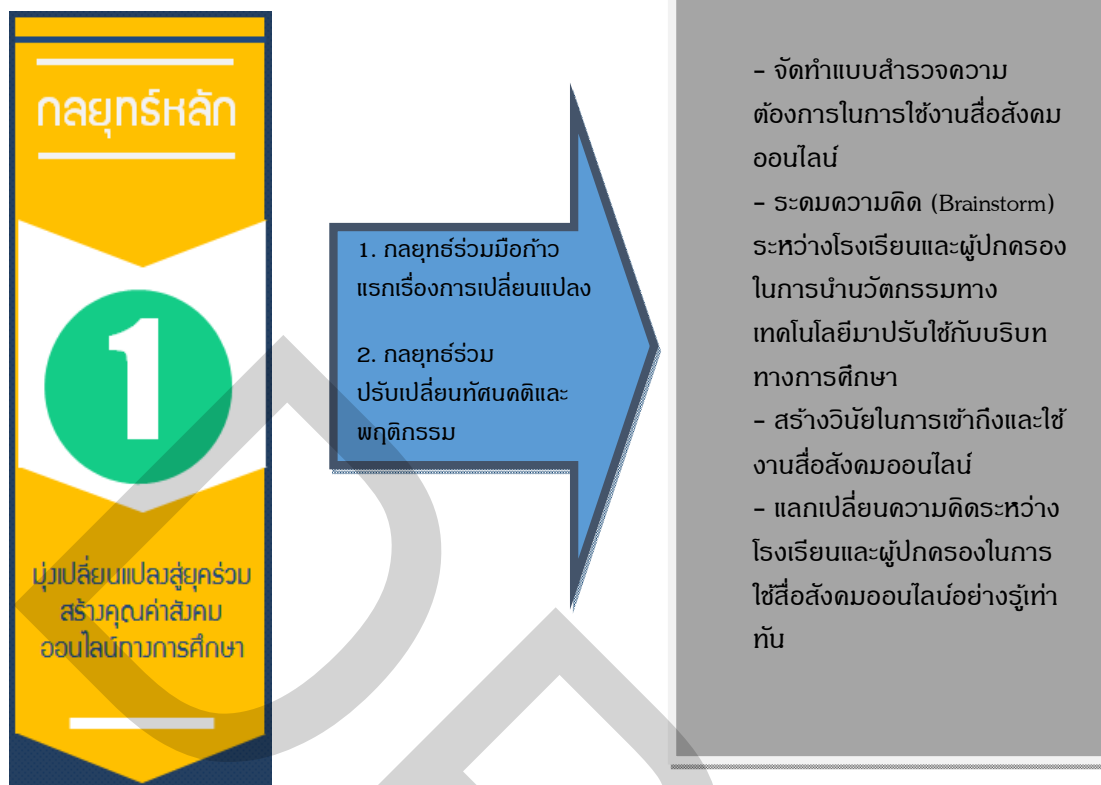 กลยุทธ์หลัก
1
มุ่งเปลี่ยนแปลงสู่ยุคร่วม
สร้างคุณค่าสังคม
ออนไลน์ทางการศึกษา
1. กลยุทธ์ร่วมมือก้าว
แรกเรื่องการเปลี่ยนแปลง
2. กลยุทธ์ร่วม
ปรับเปลี่ยนทัศนคติและ
พฤติกรรม
- จัดทำแบบสำรวจความ
ต้องการในการใช้งานสื่อสังคม
ออนไลน์
- ระดมความคิด (Brainstorm)
ระหว่างโรงเรียนและผู้ปกครอง
ในการนำนวัตกรรมทาง
เทคโนโลยีมาปรับใช้กับบริบท
ทางการศึกษา
- สร้างวินัยในการเข้าถึงและใช้
งานสื่อสังคมออนไลน์
- แลกเปลี่ยนความคิดระหว่าง
โรงเรียนและผู้ปกครองในการ
ใช้สื่อสังคมออนไลน์อย่างรู้เท่า
ทัน